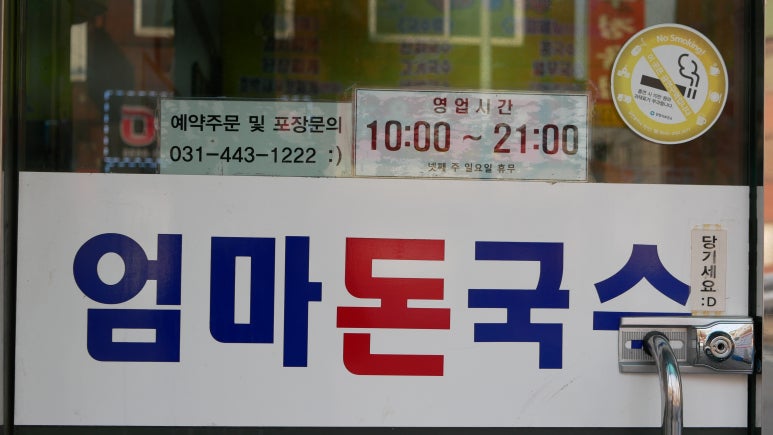 예약주문 및 포장문의
031-443-1222 :)
영업시간
10:00 ~ 21:00
넷째 주 일요일 휴무
No Smoking!
엄마돈국수
당기세요
:D